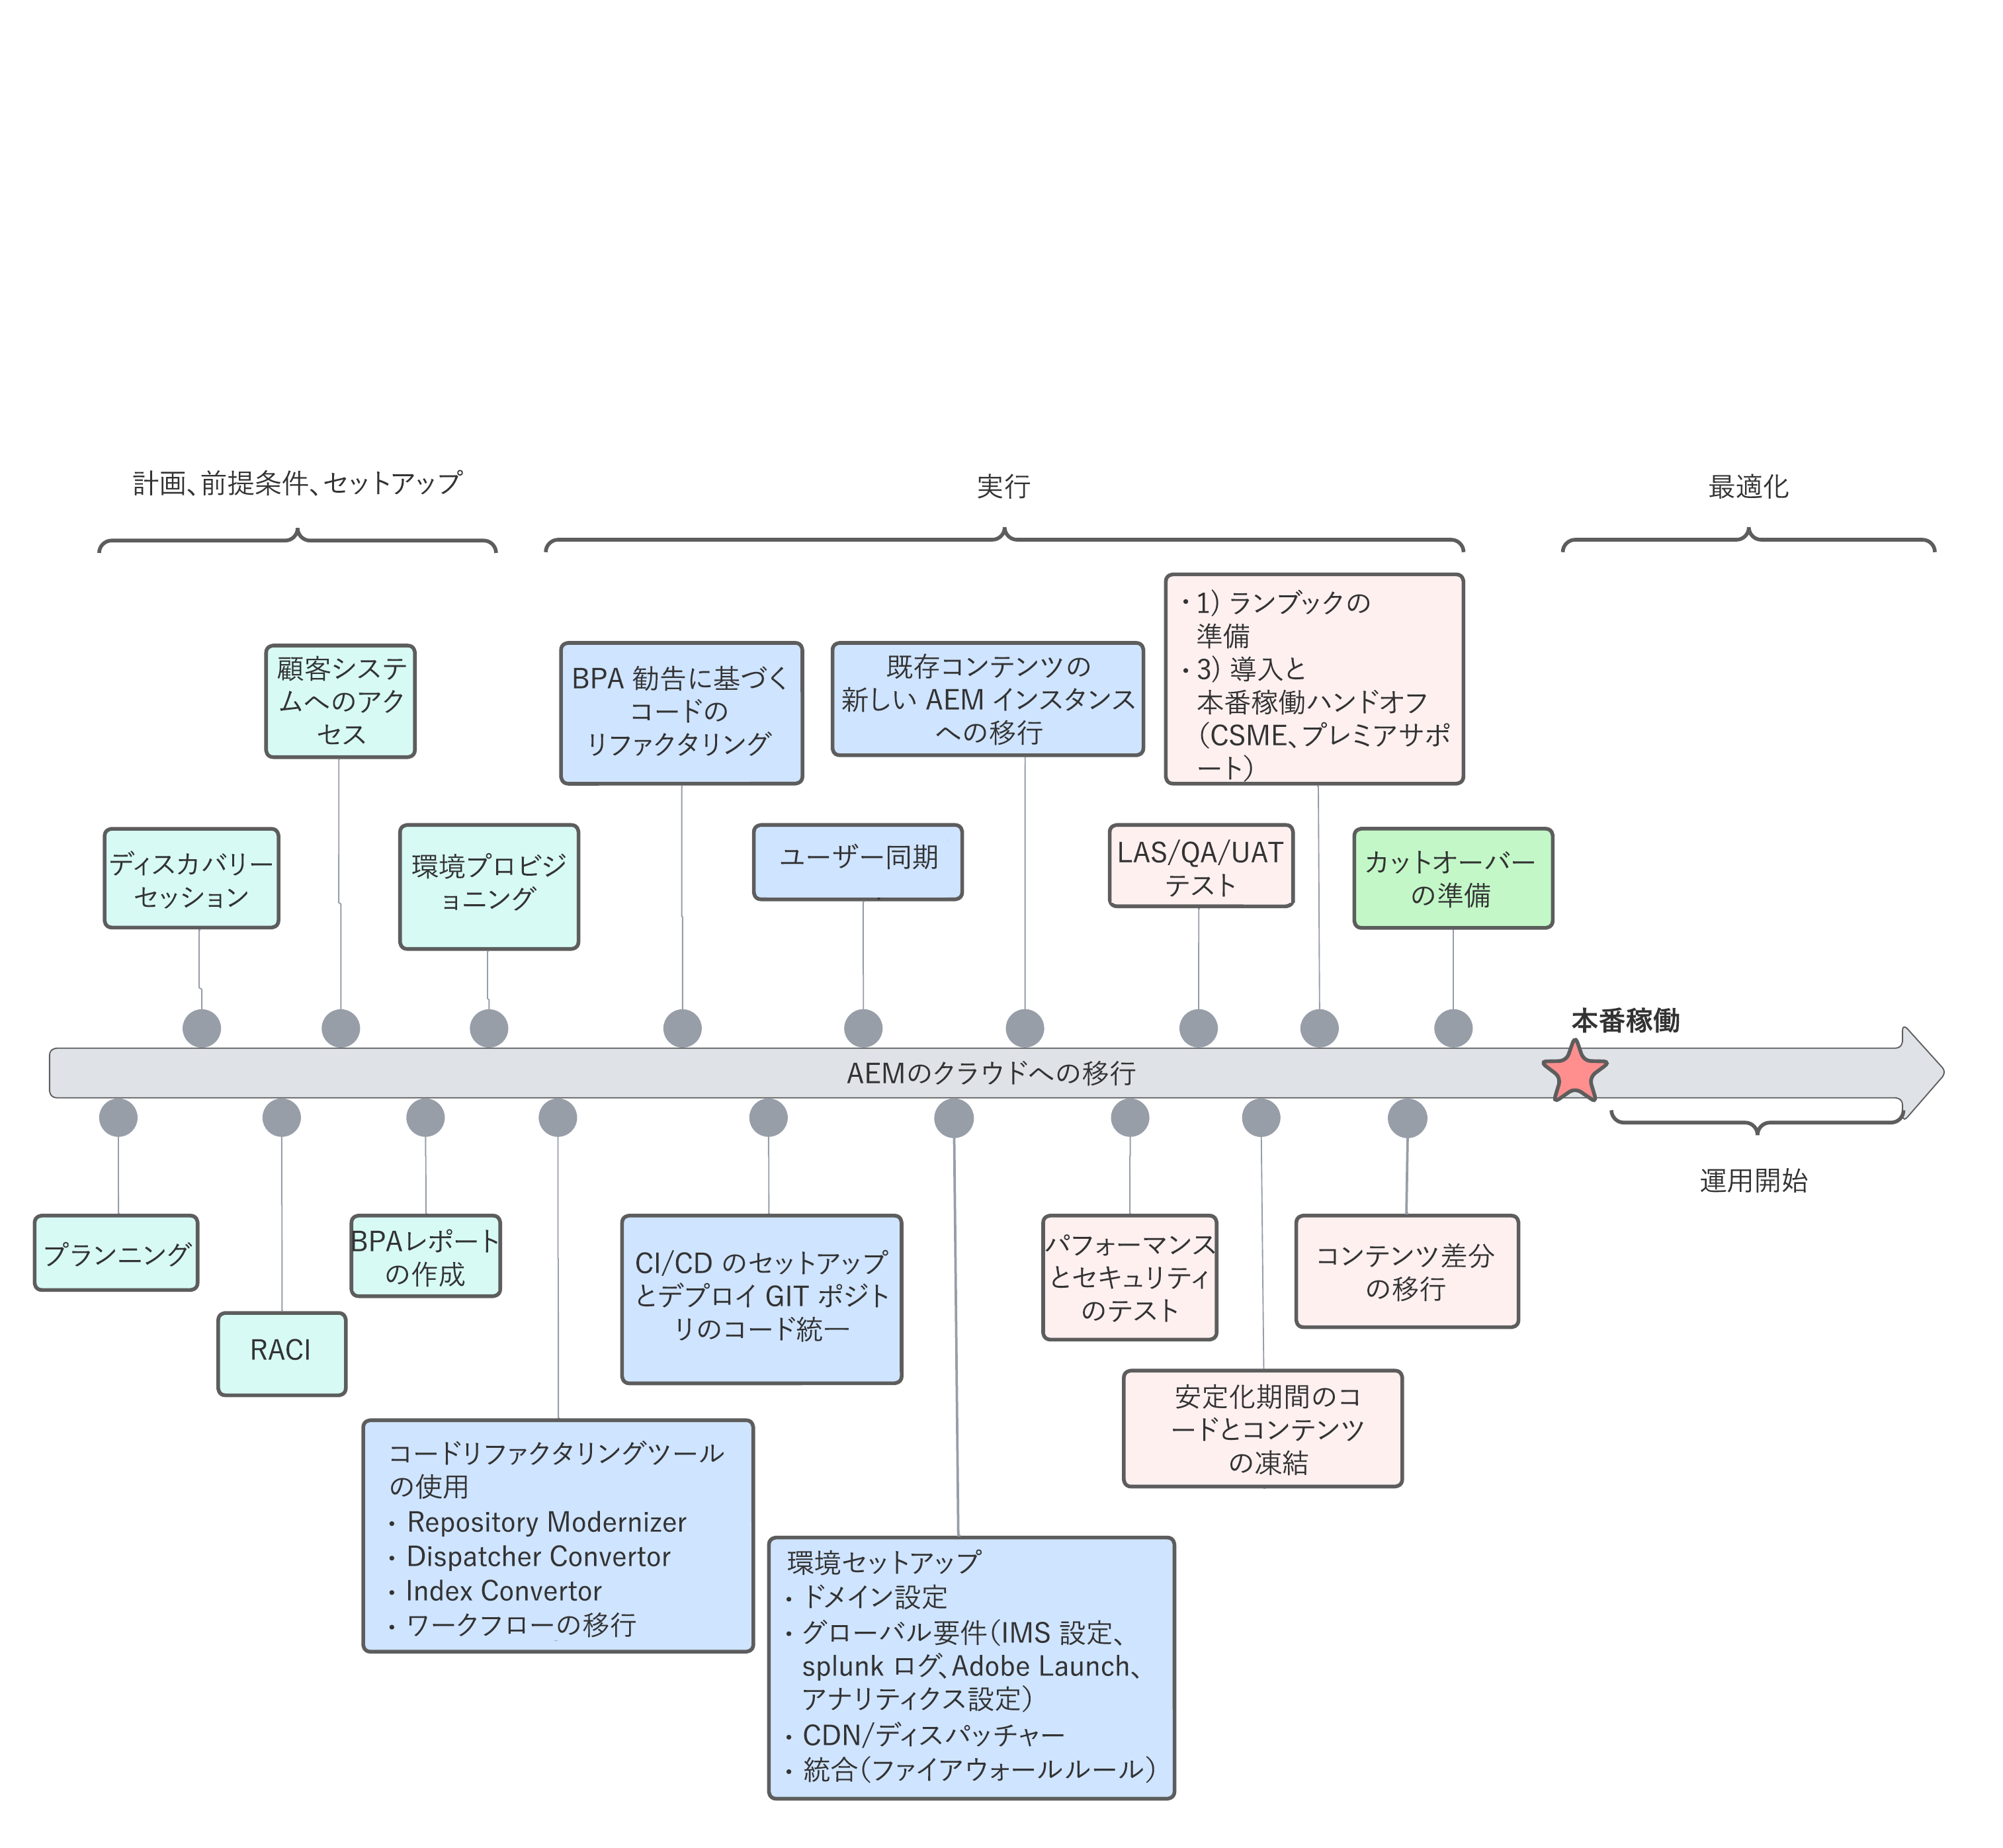 計画、前提条件、セットアップ
実行
最適化
・1) ランブックの
準備
・3) 導入と
本番稼働ハンドオフ
（CSME、プレミアサポ
ート）
顧客システ
ムへのアク
セス
BPA 勧告に基づく
コードの
リファクタリング
既存コンテンツの
新しい AEM インスタンス
への移行
ディスカバリー
セッション
環境プロビジ
ョニング
ユーザー同期
LAS/QA/UAT
テスト
カットオーバー
の準備
本番稼働
AEMのクラウドへの移行
運用開始
プランニング
RACI
BPAレポート
の作成
CI/CD のセットアップ
とデプロイ GIT ポジト
リのコード統一
パフォーマンス
とセキュリティ
のテスト
コンテンツ差分
の移行
安定化期間のコ
ードとコンテンツ
の凍結
コードリファクタリングツール
の使用
・ Repository Modernizer
・ Dispatcher Convertor
・ Index Convertor
・ ワークフローの移行
環境セットアップ
・ドメイン設定
・グローバル要件（IMS 設定、
splunk ログ、Adobe Launch、
アナリティクス設定）
・CDN/ディスパッチャー
・統合（ファイアウォールルール）